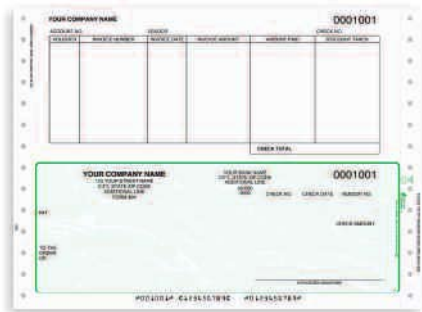 YOUR COMPANY NAME 0001001
ACCOUNT NO. VENDOR CHECK NO.
VOUCHER INVOICE NUMBER INVOICE DATE INVOICE AMOUNT AMOUNT PAID DISCOUNT TAKEN
CHECK TOTAL
YOUR COMPANY NAME
123 YOUR STREET NAME
CITY, STATE ZIP CODE
ADDITIONAL LINE
YOUR BANK NAME
CITY, STATE ZIP CODE
ADDITIONAL LINE
0001001
CHECK NO. CHECK DATE VENDOR NO.
PAY
CHECK AMOUNT
TO THE
ORDER
OF
AUTHORIZED SIGNATURE